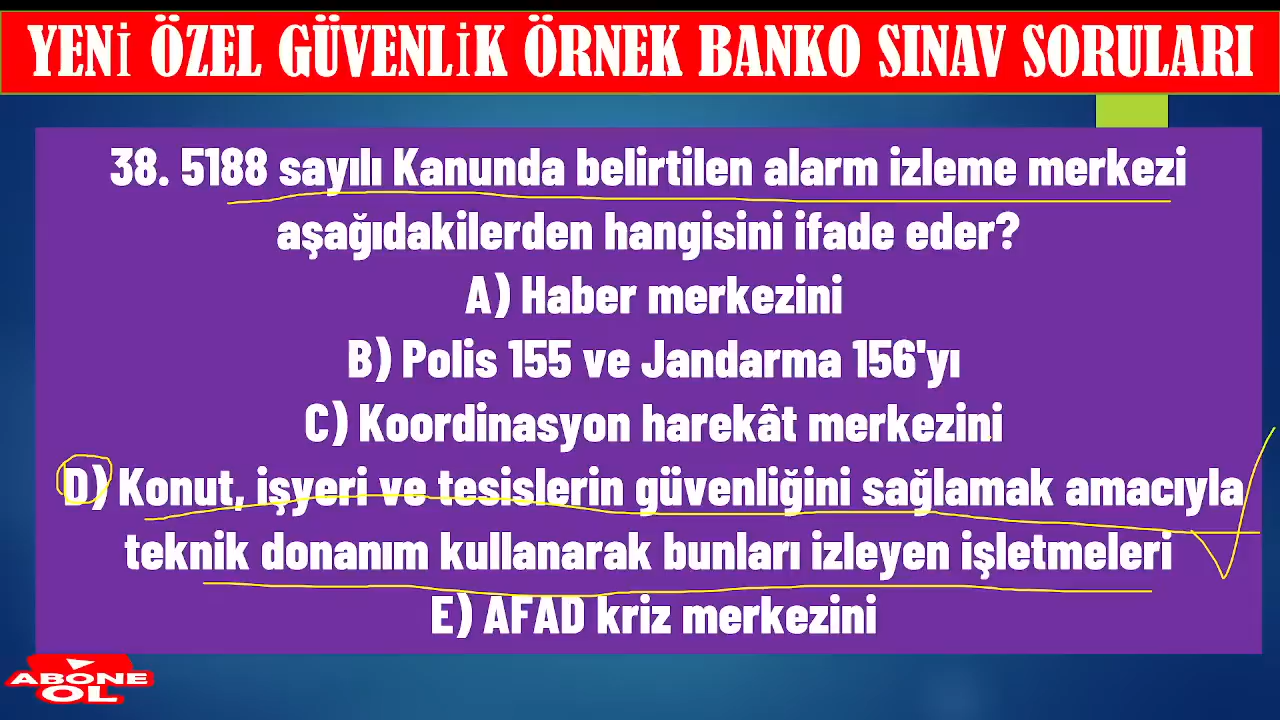 YENİ ÖZEL GÜVENLİK ÖRNEK BANKO SINAV SORULARI
38. 5188 sayılı Kanunda belirtilen alarm izleme merkezi
aşağıdakilerden hangisini ifade eder?
A) Haber merkezini
B) Polis 155 ve Jandarma 156'yı
C) Koordinasyon harekât merkezini
D) Konut, işyeri ve tesislerin güvenliğini sağlamak amacıyla
teknik donanım kullanarak bunları izleyen işletmeleri
E) AFAD kriz merkezini
ABONE
OL